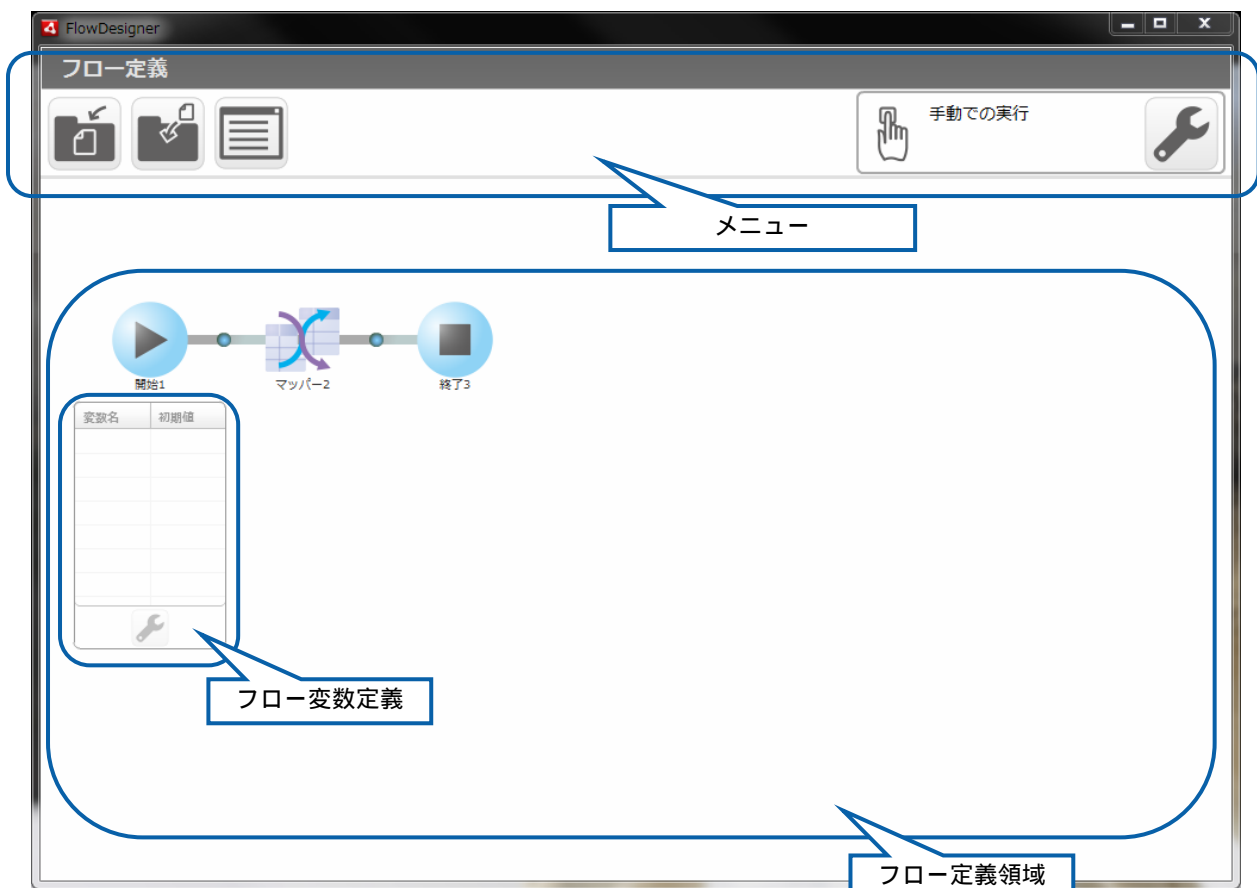 FlowDesigner
フロー定義
手動での実行
メニュー
開始1
マッパー2
終了3
変数名
初期値
フロー変数定義
フロー定義領域